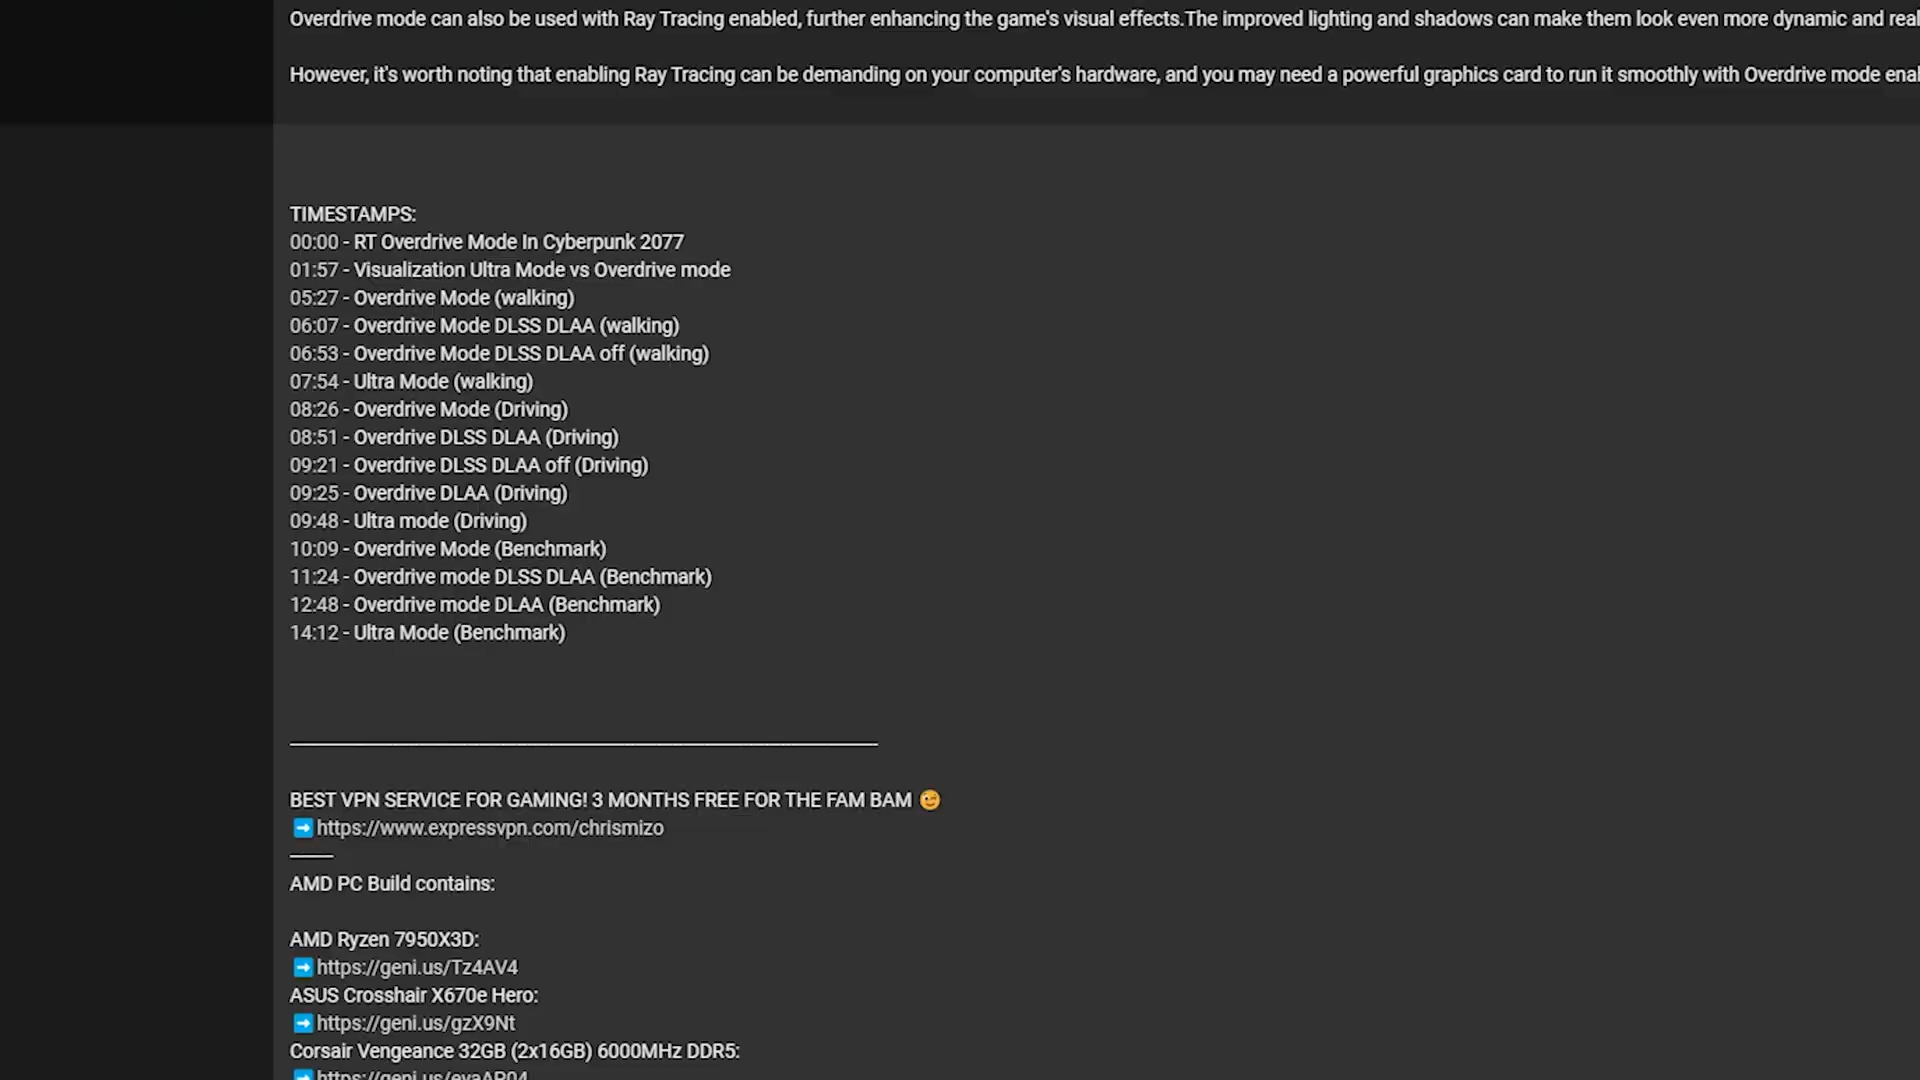 Overdrive mode can also be used with Ray Tracing enabled, further enhancing the game's visual effects.The improved lighting and shadows can make them look even more dynamic and
However, it's worth noting that enabling Ray Tracing can be demanding on your computer's hardware, and you may need a powerful graphics card to run it smoothly with Overdrive mode
TIMESTAMPS:
00:00 - RT Overdrive Mode In Cyberpunk 2077
01:57 - Visualization Ultra Mode vs Overdrive mode
05:27 - Overdrive Mode (walking)
06:07 - Overdrive Mode DLSS DLAA (walking)
06:53 - Overdrive Mode DLSS DLAA off (walking)
07:54 - Ultra Mode (walking)
08:26 - Overdrive Mode (Driving)
08:51 - Overdrive DLSS DLAA (Driving)
09:21 - Overdrive DLSS DLAA off (Driving)
09:25 - Overdrive DLAA (Driving)
09:48 - Ultra mode (Driving)
10:09 - Overdrive Mode (Benchmark)
11:24 - Overdrive mode DLSS DLAA (Benchmark)
12:48 - Overdrive mode DLAA (Benchmark)
14:12 - Ultra Mode (Benchmark)
BEST VPN SERVICE FOR GAMING! 3 MONTHS FREE FOR THE FAM BAM 😉
➡️https://www.expressvpn.com/chrismizo
AMD PC Build contains:
AMD Ryzen 7950X3D:
➡️https://geni.us/Tz4AV4
ASUS Crosshair X670e Hero:
➡️https://geni.us/gzX9Nt
Corsair Vengeance 32GB (2x16GB) 6000MHz DDR5: